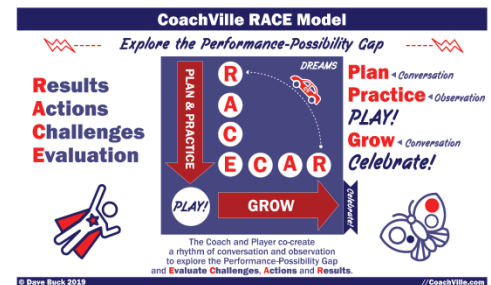 CoachVille RACE Model
Explore the Performance-Possibility Gap
Results
Actions
Challenges
Evaluation
PLAN & PRACTICE
R
A
C
E C A R
DREAMS
PLAY!
GROW
Celebrate!
Plan Conversation
Practice Observation
PLAY!
Grow Conversation
Celebrate!
The Coach and Player co-create
a rhythm of conversation and observation
to explore the Performance-Possibility Gap
and Evaluate Challenges, Actions and Results.
© Dave Buck 2019
//CoachVille.com